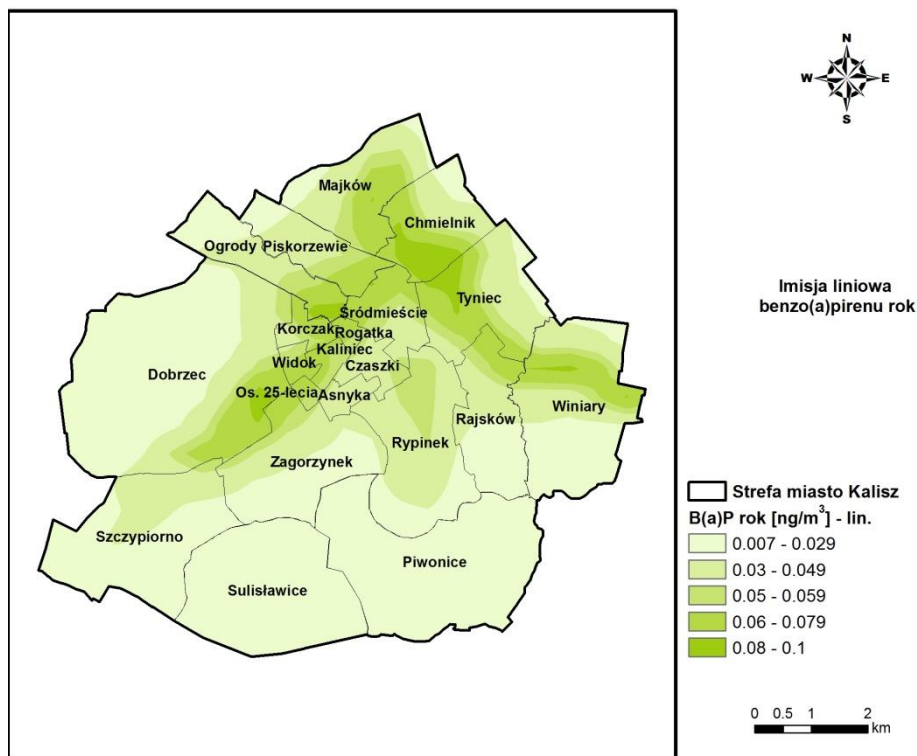 N
W E
S
Imisja liniowa
benzo(a)pirenu rok
Majków
Chmielnik
Ogrody Piskorzewie
Tyniec
Śródmieście
Korczak Rogatka
Kaliniec
Widok Czaszki
Dobrzec
Os. 25-lecia Asnyka
Winiary
Rajsków
Rypinek
Zagorzynek
Szczypiorno
Piwonice
Sulisławice
Strefa miasto Kalisz
B(a)P rok [ng/m³] - lin.
0.007 - 0.029
0.03 - 0.049
0.05 - 0.059
0.06 - 0.079
0.08 - 0.1
0 0.5 1 2
km